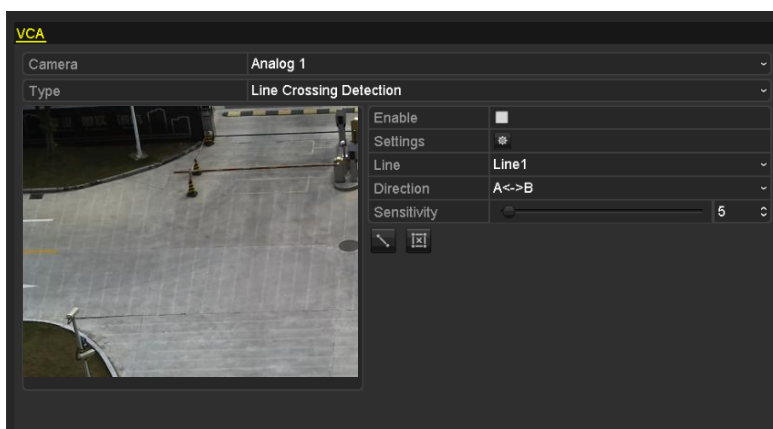 VCA
Camera Analog 1
Type Line Crossing Detection
Enable
Settings
Line Line1
Direction A<->B
Sensitivity 5